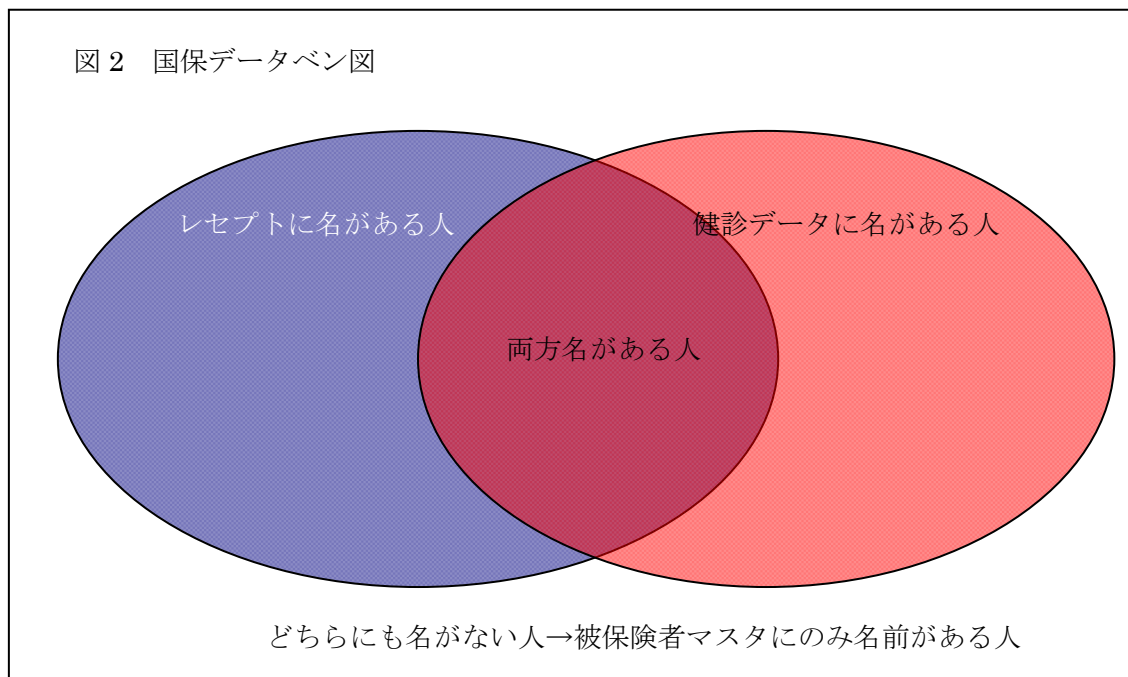 図 2　国保データベン図
レセプトに名がある人
健診データに名がある人
両方名がある人
どちらにも名がない人→被保険者マスタにのみ名前がある人